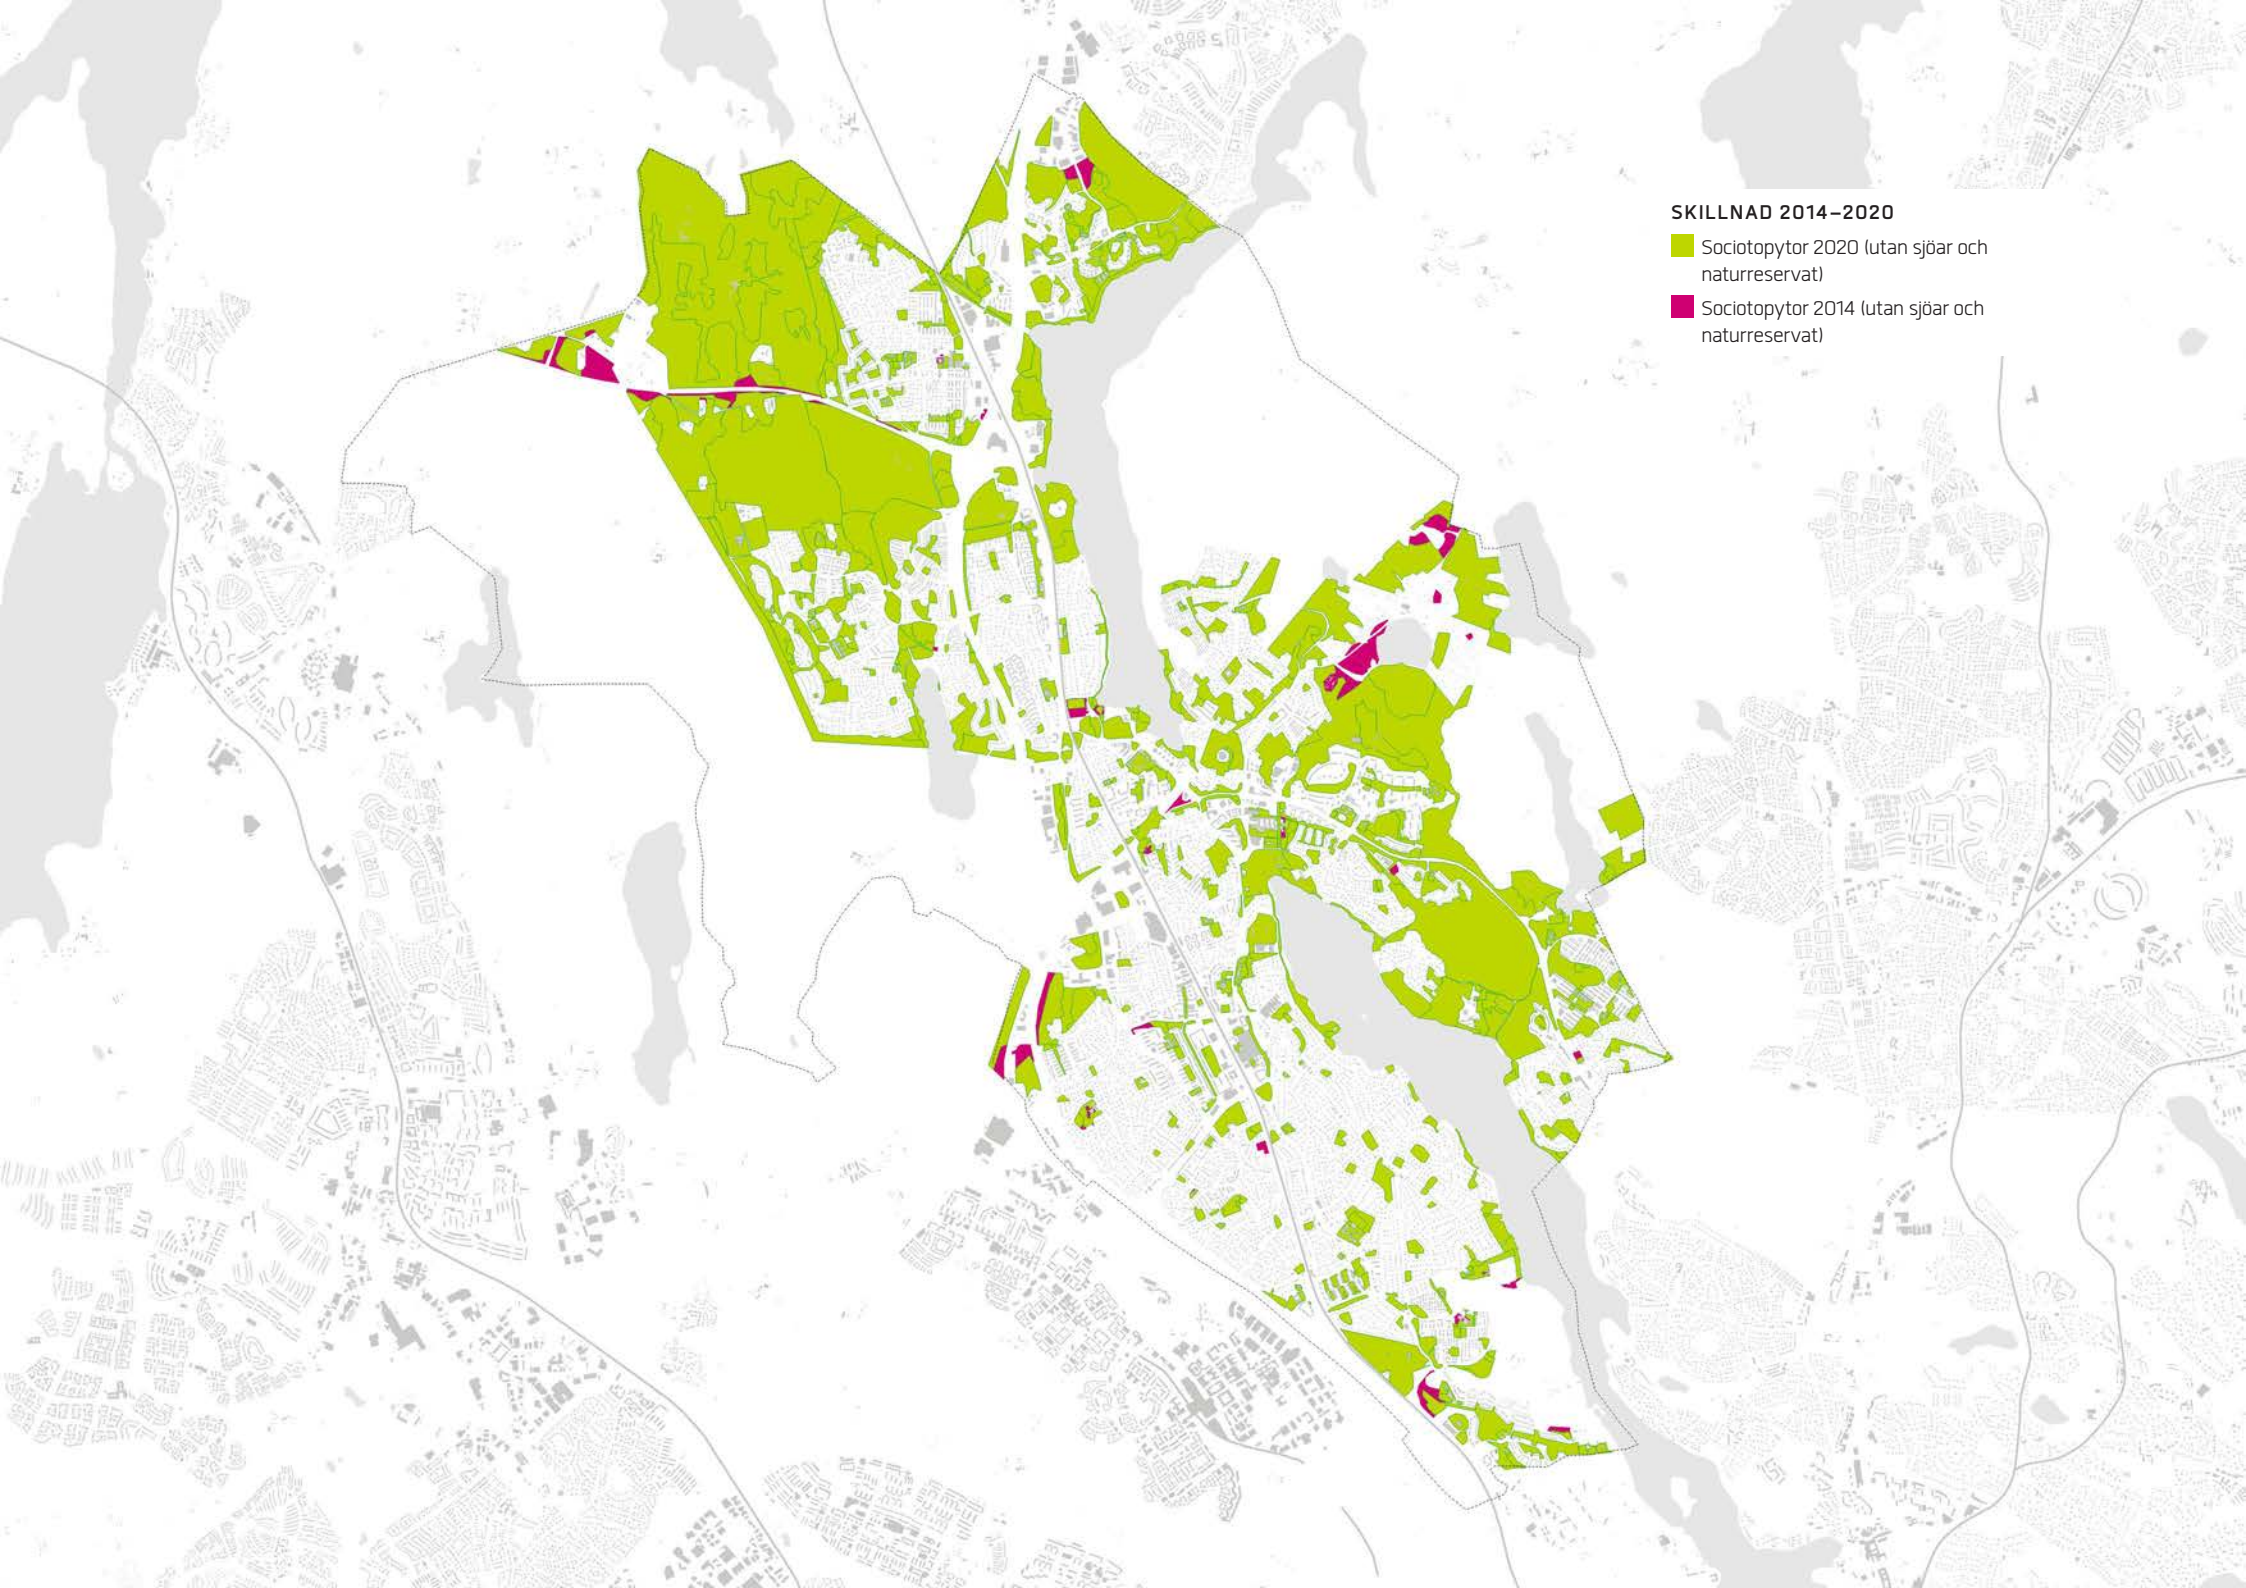 SKILLNAD 2014–2020
Sociotopytor 2020 (utan sjöar och
naturreservat)
Sociotopytor 2014 (utan sjöar och
naturreservat)